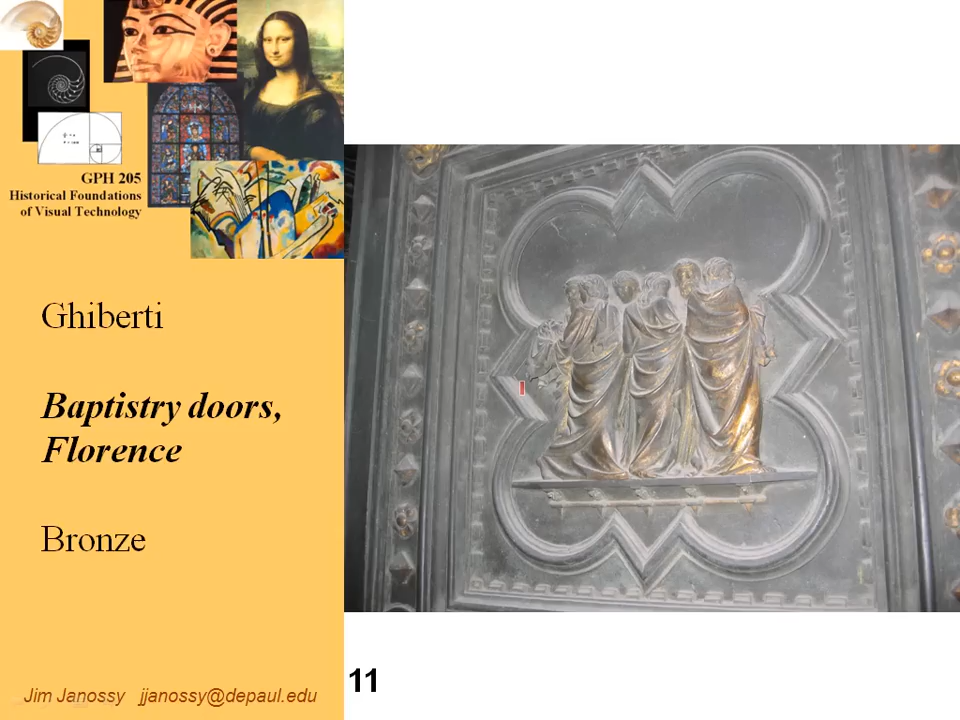 GPH 205
Historical Foundations
of Visual Technology
Ghiberti
Baptistry doors,
Florence
Bronze
Jim Janossy jjanossy@depaul.edu
11